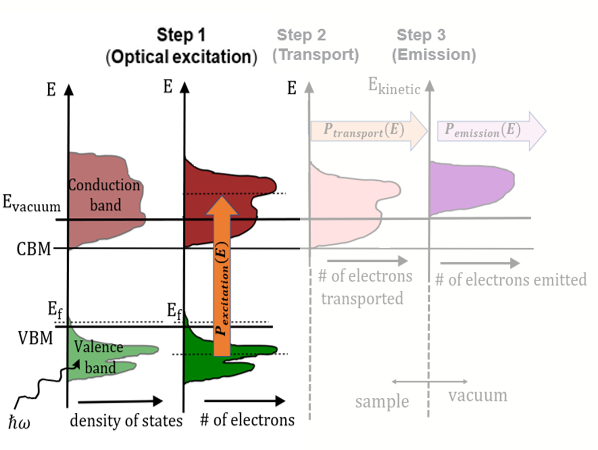 Step 1
(Optical excitation)
Step 2
(Transport)
Step 3
(Emission)
E
E
E
E_kinetic
P_transport(E)
P_emission(E)
Conduction
band
E_vacuum
CBM
P_excitation(E)
# of electrons
transported
# of electrons emitted
E_f
E_f
VBM
Valence
band
ħω
density of states
# of electrons
sample
vacuum